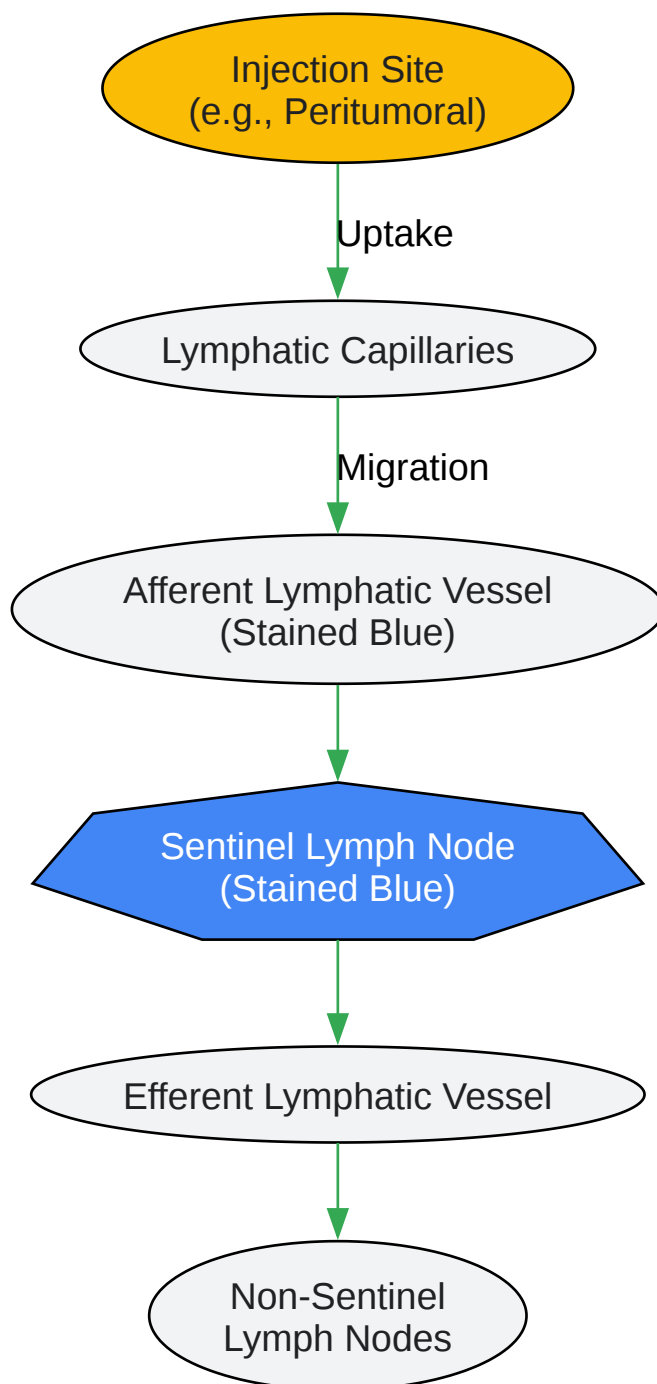 Injection Site
(e.g., Peritumoral)
Uptake
Lymphatic Capillaries
Migration
Afferent Lymphatic Vessel
(Stained Blue)
Sentinel Lymph Node
(Stained Blue)
Efferent Lymphatic Vessel
Non-Sentinel
Lymph Nodes